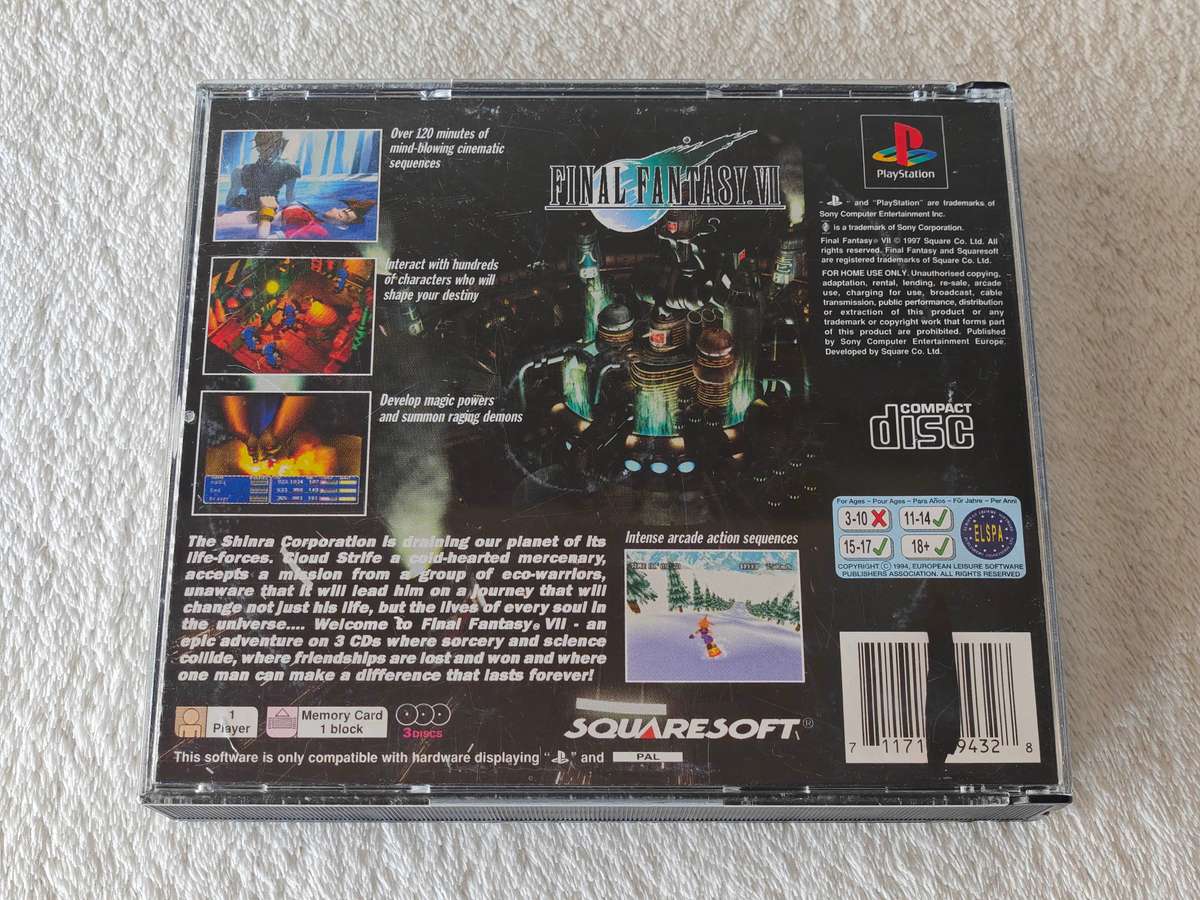 Over 120 minutes of
mind-blowing cinematic
sequences
Interact with hundreds
of characters who will
shape your destiny
Develop magic powers
and summon raging demons
FINAL FANTASY. VII
®
PlayStation
" " and "PlayStation" are trademarks of
Sony Computer Entertainment Inc.
is a trademark of Sony Corporation.
Final Fantasy® VII © 1997 Square Co. Ltd. All
rights reserved. Final Fantasy and Squaresoft
are registered trademarks of Square Co. Ltd.
FOR HOME USE ONLY. Unauthorised copying,
adaptation, rental, lending, re-sale, arcade
use, charging for use, broadcast, cable
transmission, public performance, distribution
or extraction of this product or any
trademark or copyright work that forms part
of this product are prohibited. Published
by Sony Computer Entertainment Europe.
Developed by Square Co. Ltd.
COMPACT
disc
For Ages – Pour Ages – Para Años – Für Jahre – Per Anni
3-10 11-14
15-17 18+
ELSPA
COPYRIGHT © 1994, EUROPEAN LEISURE SOFTWARE
PUBLISHERS ASSOCIATION. ALL RIGHTS RESERVED
The Shinra Corporation is draining our planet of its
life-forces. Cloud Strife a cold-hearted mercenary,
accepts a mission from a group of eco-warriors,
unaware that it will lead him on a journey that will
change not just his life, but the lives of every soul in
the universe.... Welcome to Final Fantasy® VII - an
epic adventure on 3 CDs where sorcery and science
collide, where friendships are lost and won and where
one man can make a difference that lasts forever!
Intense arcade action sequences
1
Player
Memory Card
1 block
3 DISCS
SQUARESOFT®
This software is only compatible with hardware displaying " " and PAL
7 1171 9432 8